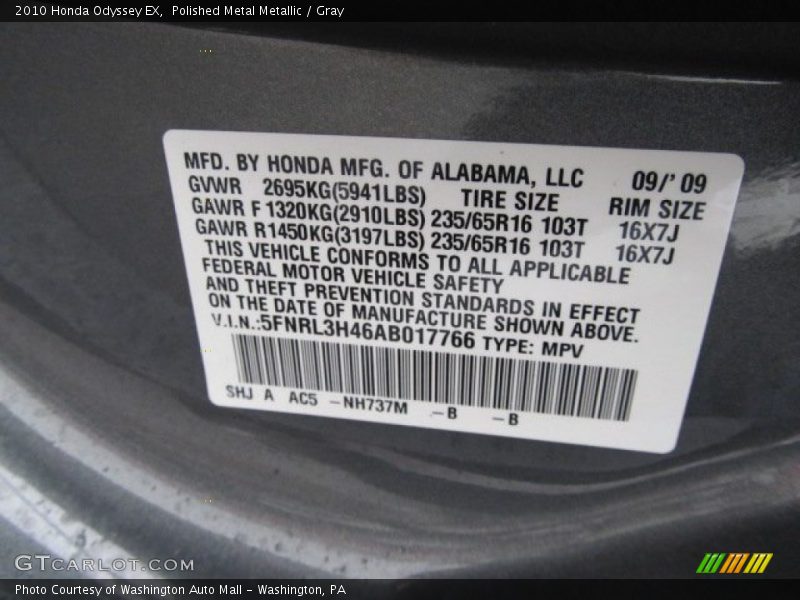 2010 Honda Odyssey EX, Polished Metal Metallic / Gray
MFD. BY HONDA MFG. OF ALABAMA, LLC 09/'09
GVWR 2695KG(5941LBS) TIRE SIZE RIM SIZE
GAWR F 1320KG(2910LBS) 235/65R16 103T 16X7J
GAWR R1450KG(3197LBS) 235/65R16 103T 16X7J
THIS VEHICLE CONFORMS TO ALL APPLICABLE
FEDERAL MOTOR VEHICLE SAFETY
AND THEFT PREVENTION STANDARDS IN EFFECT
ON THE DATE OF MANUFACTURE SHOWN ABOVE.
V.I.N.:5FNRL3H46AB017766 TYPE: MPV
SHJ A AC5 -NH737M -B -B
GTCARLOT.COM
Photo Courtesy of Washington Auto Mall - Washington, PA